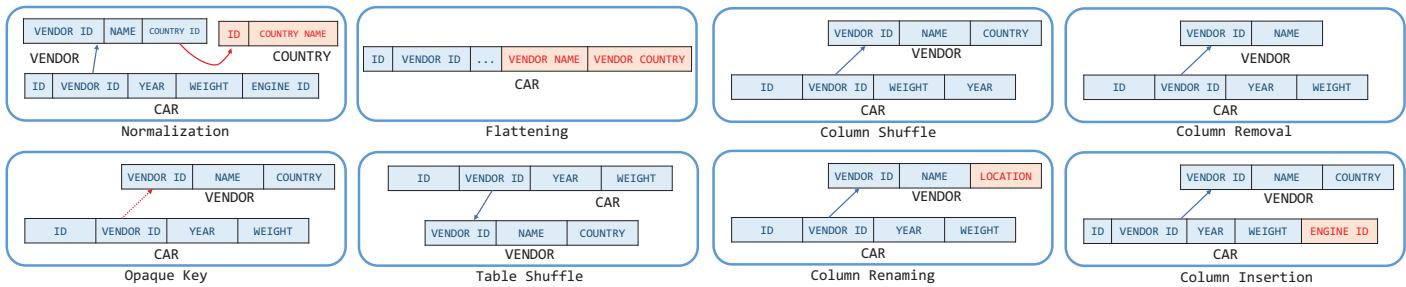 VENDOR ID NAME COUNTRY ID ID COUNTRY NAME
VENDOR COUNTRY
ID VENDOR ID YEAR WEIGHT ENGINE ID
CAR
Normalization
ID VENDOR ID ... VENDOR NAME VENDOR COUNTRY
CAR
Flattening
VENDOR ID NAME COUNTRY
VENDOR
ID VENDOR ID WEIGHT YEAR
CAR
Column Shuffle
VENDOR ID NAME
VENDOR
ID VENDOR ID YEAR WEIGHT
CAR
Column Removal
VENDOR ID NAME COUNTRY
VENDOR
ID VENDOR ID YEAR WEIGHT
CAR
Opaque Key
ID VENDOR ID YEAR WEIGHT
CAR
VENDOR ID NAME COUNTRY
VENDOR
Table Shuffle
VENDOR ID NAME LOCATION
VENDOR
ID VENDOR ID YEAR WEIGHT
CAR
Column Renaming
VENDOR ID NAME COUNTRY
VENDOR
ID VENDOR ID YEAR WEIGHT ENGINE ID
CAR
Column Insertion